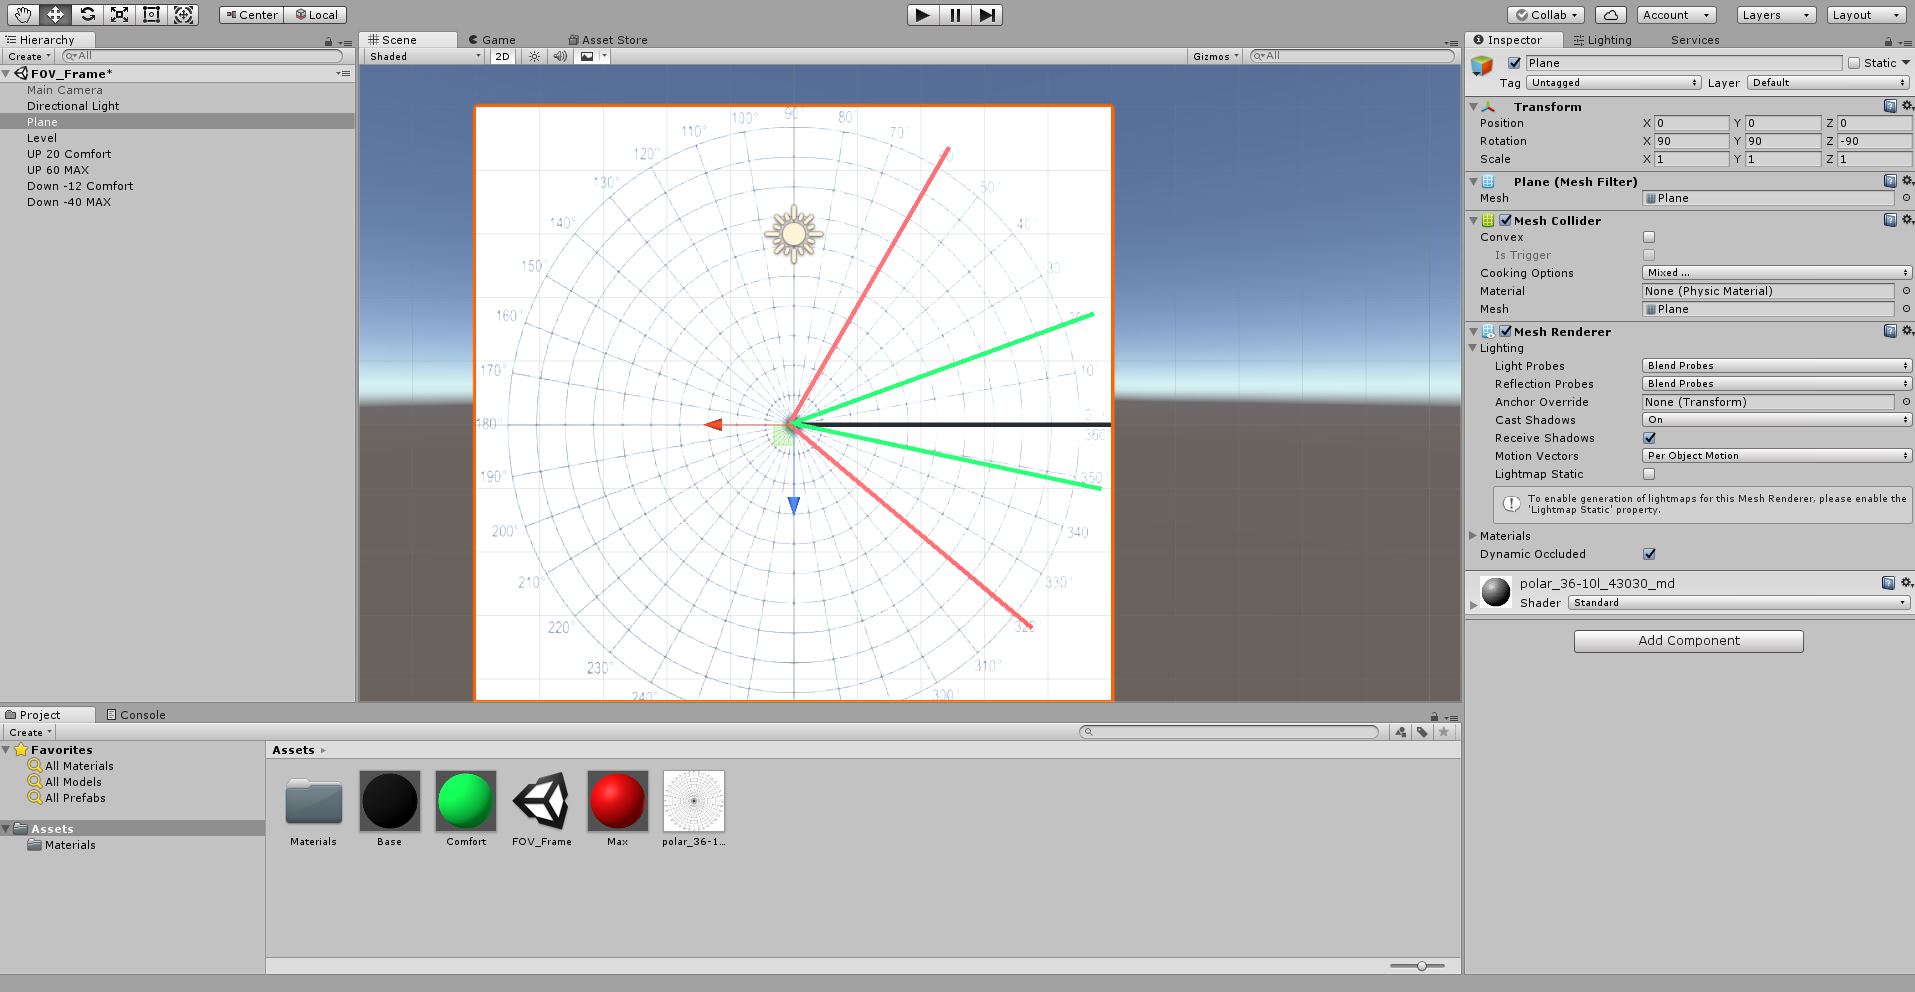 Center Local
Collab Account Layers Layout
Hierarchy
Create All
FOV_Frame*
Main Camera
Directional Light
Plane
Level
UP 20 Comfort
UP 60 MAX
Down -12 Comfort
Down -40 MAX
Scene Game Asset Store
Shaded 2D Gizmos All
90°
100° 80°
110° 70°
120°
130° 50°
140° 40°
150° 30°
160°
170° 10
180°
360
190° 350
200° 340
210° 330
220° 320
230° 310°
240° 300°
Inspector Lighting Services
Plane Static
Tag Untagged Layer Default
Transform
Position X 0 Y 0 Z 0
Rotation X 90 Y 90 Z -90
Scale X 1 Y 1 Z 1
Plane (Mesh Filter)
Mesh Plane
Mesh Collider
Convex
Is Trigger
Cooking Options Mixed ...
Material None (Physic Material)
Mesh Plane
Mesh Renderer
Lighting
Light Probes Blend Probes
Reflection Probes Blend Probes
Anchor Override None (Transform)
Cast Shadows On
Receive Shadows
Motion Vectors Per Object Motion
Lightmap Static
To enable generation of lightmaps for this Mesh Renderer, please enable the
'Lightmap Static' property.
Materials
Dynamic Occluded
polar_36-10l_43030_md
Shader Standard
Add Component
Project Console
Create
Favorites
All Materials
All Models
All Prefabs
Assets
Materials
Assets
Materials Base Comfort FOV_Frame Max polar_36-1...